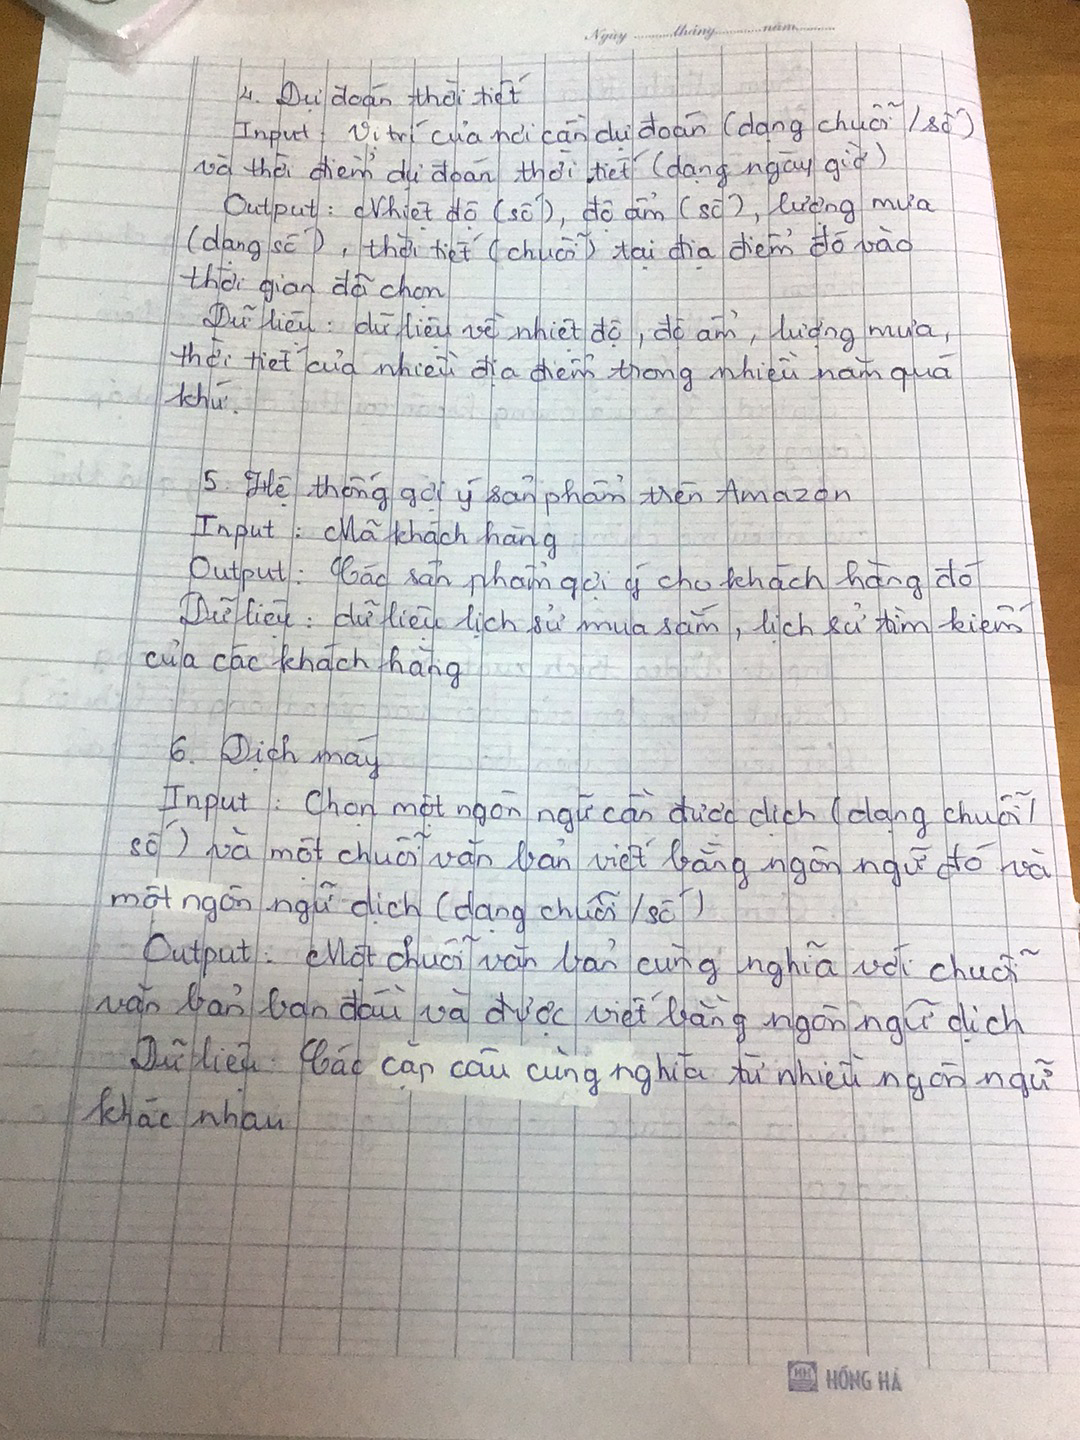 Ngày ..........tháng..........năm..........
4. Dự đoán thời tiết
Input : Vị trí của nơi cần dự đoán (dạng chuỗi / số)
và thời điểm dự đoán thời tiết (dạng ngày giờ)
Output : Nhiệt độ (số), độ ẩm (số), lượng mưa
(dạng số), thời tiết (chuỗi) tại địa điểm đó vào
thời gian đã chọn
Dữ liệu : dữ liệu về nhiệt độ, độ ẩm, lượng mưa,
thời tiết của nhiều địa điểm trong nhiều năm quá
khứ.
5. Hệ thống gợi ý sản phẩm trên Amazon
Input : Mã khách hàng
Output : Các sản phẩm gợi ý cho khách hàng đó
Dữ liệu : dữ liệu lịch sử mua sắm, lịch sử tìm kiếm
của các khách hàng
6. Dịch máy
Input : Chọn một ngôn ngữ cần được dịch (dạng chuỗi/
số) và một chuỗi văn bản viết bằng ngôn ngữ đó và
một ngôn ngữ dịch (dạng chuỗi /số)
Output : Một chuỗi văn bản cùng nghĩa với chuỗi
văn bản ban đầu và được viết bằng ngôn ngữ dịch
Dữ liệu : Các cặp câu cùng nghĩa từ nhiều ngôn ngữ
khác nhau
HH HỒNG HÀ